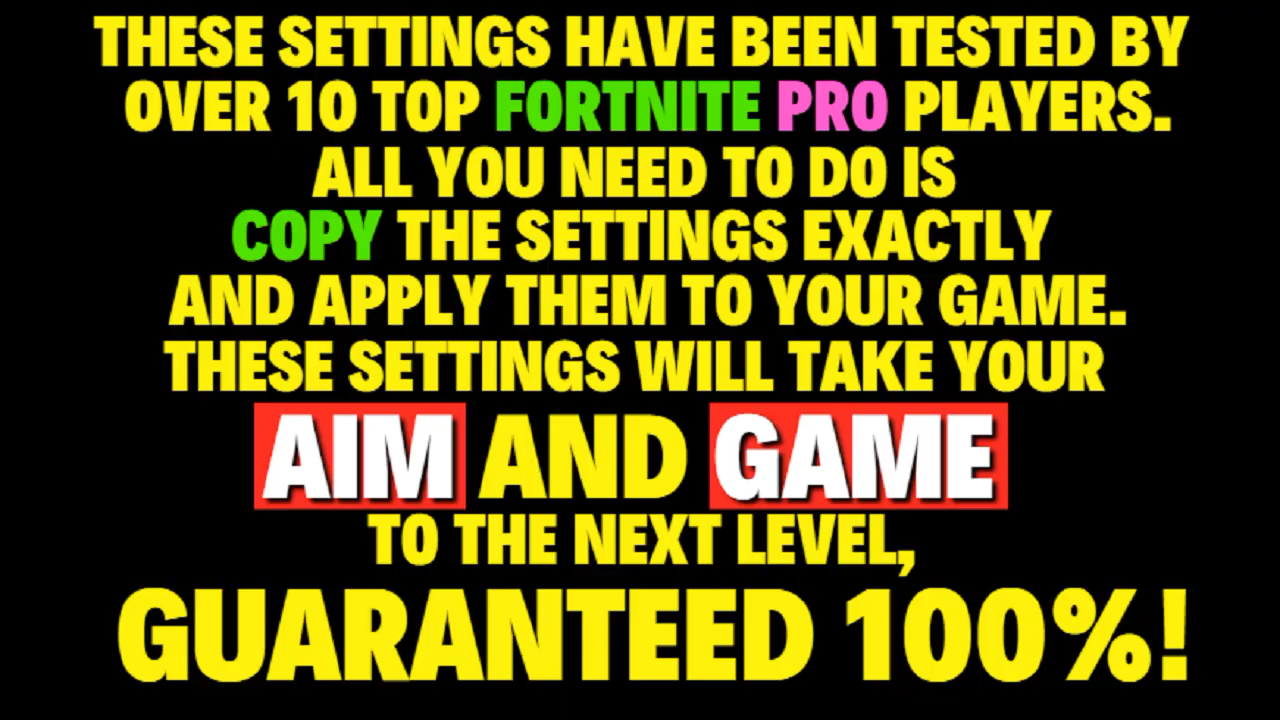 THESE SETTINGS HAVE BEEN TESTED BY
OVER 10 TOP FORTNITE PRO PLAYERS.
ALL YOU NEED TO DO IS
COPY THE SETTINGS EXACTLY
AND APPLY THEM TO YOUR GAME.
THESE SETTINGS WILL TAKE YOUR
AIM AND GAME
TO THE NEXT LEVEL,
GUARANTEED 100%!